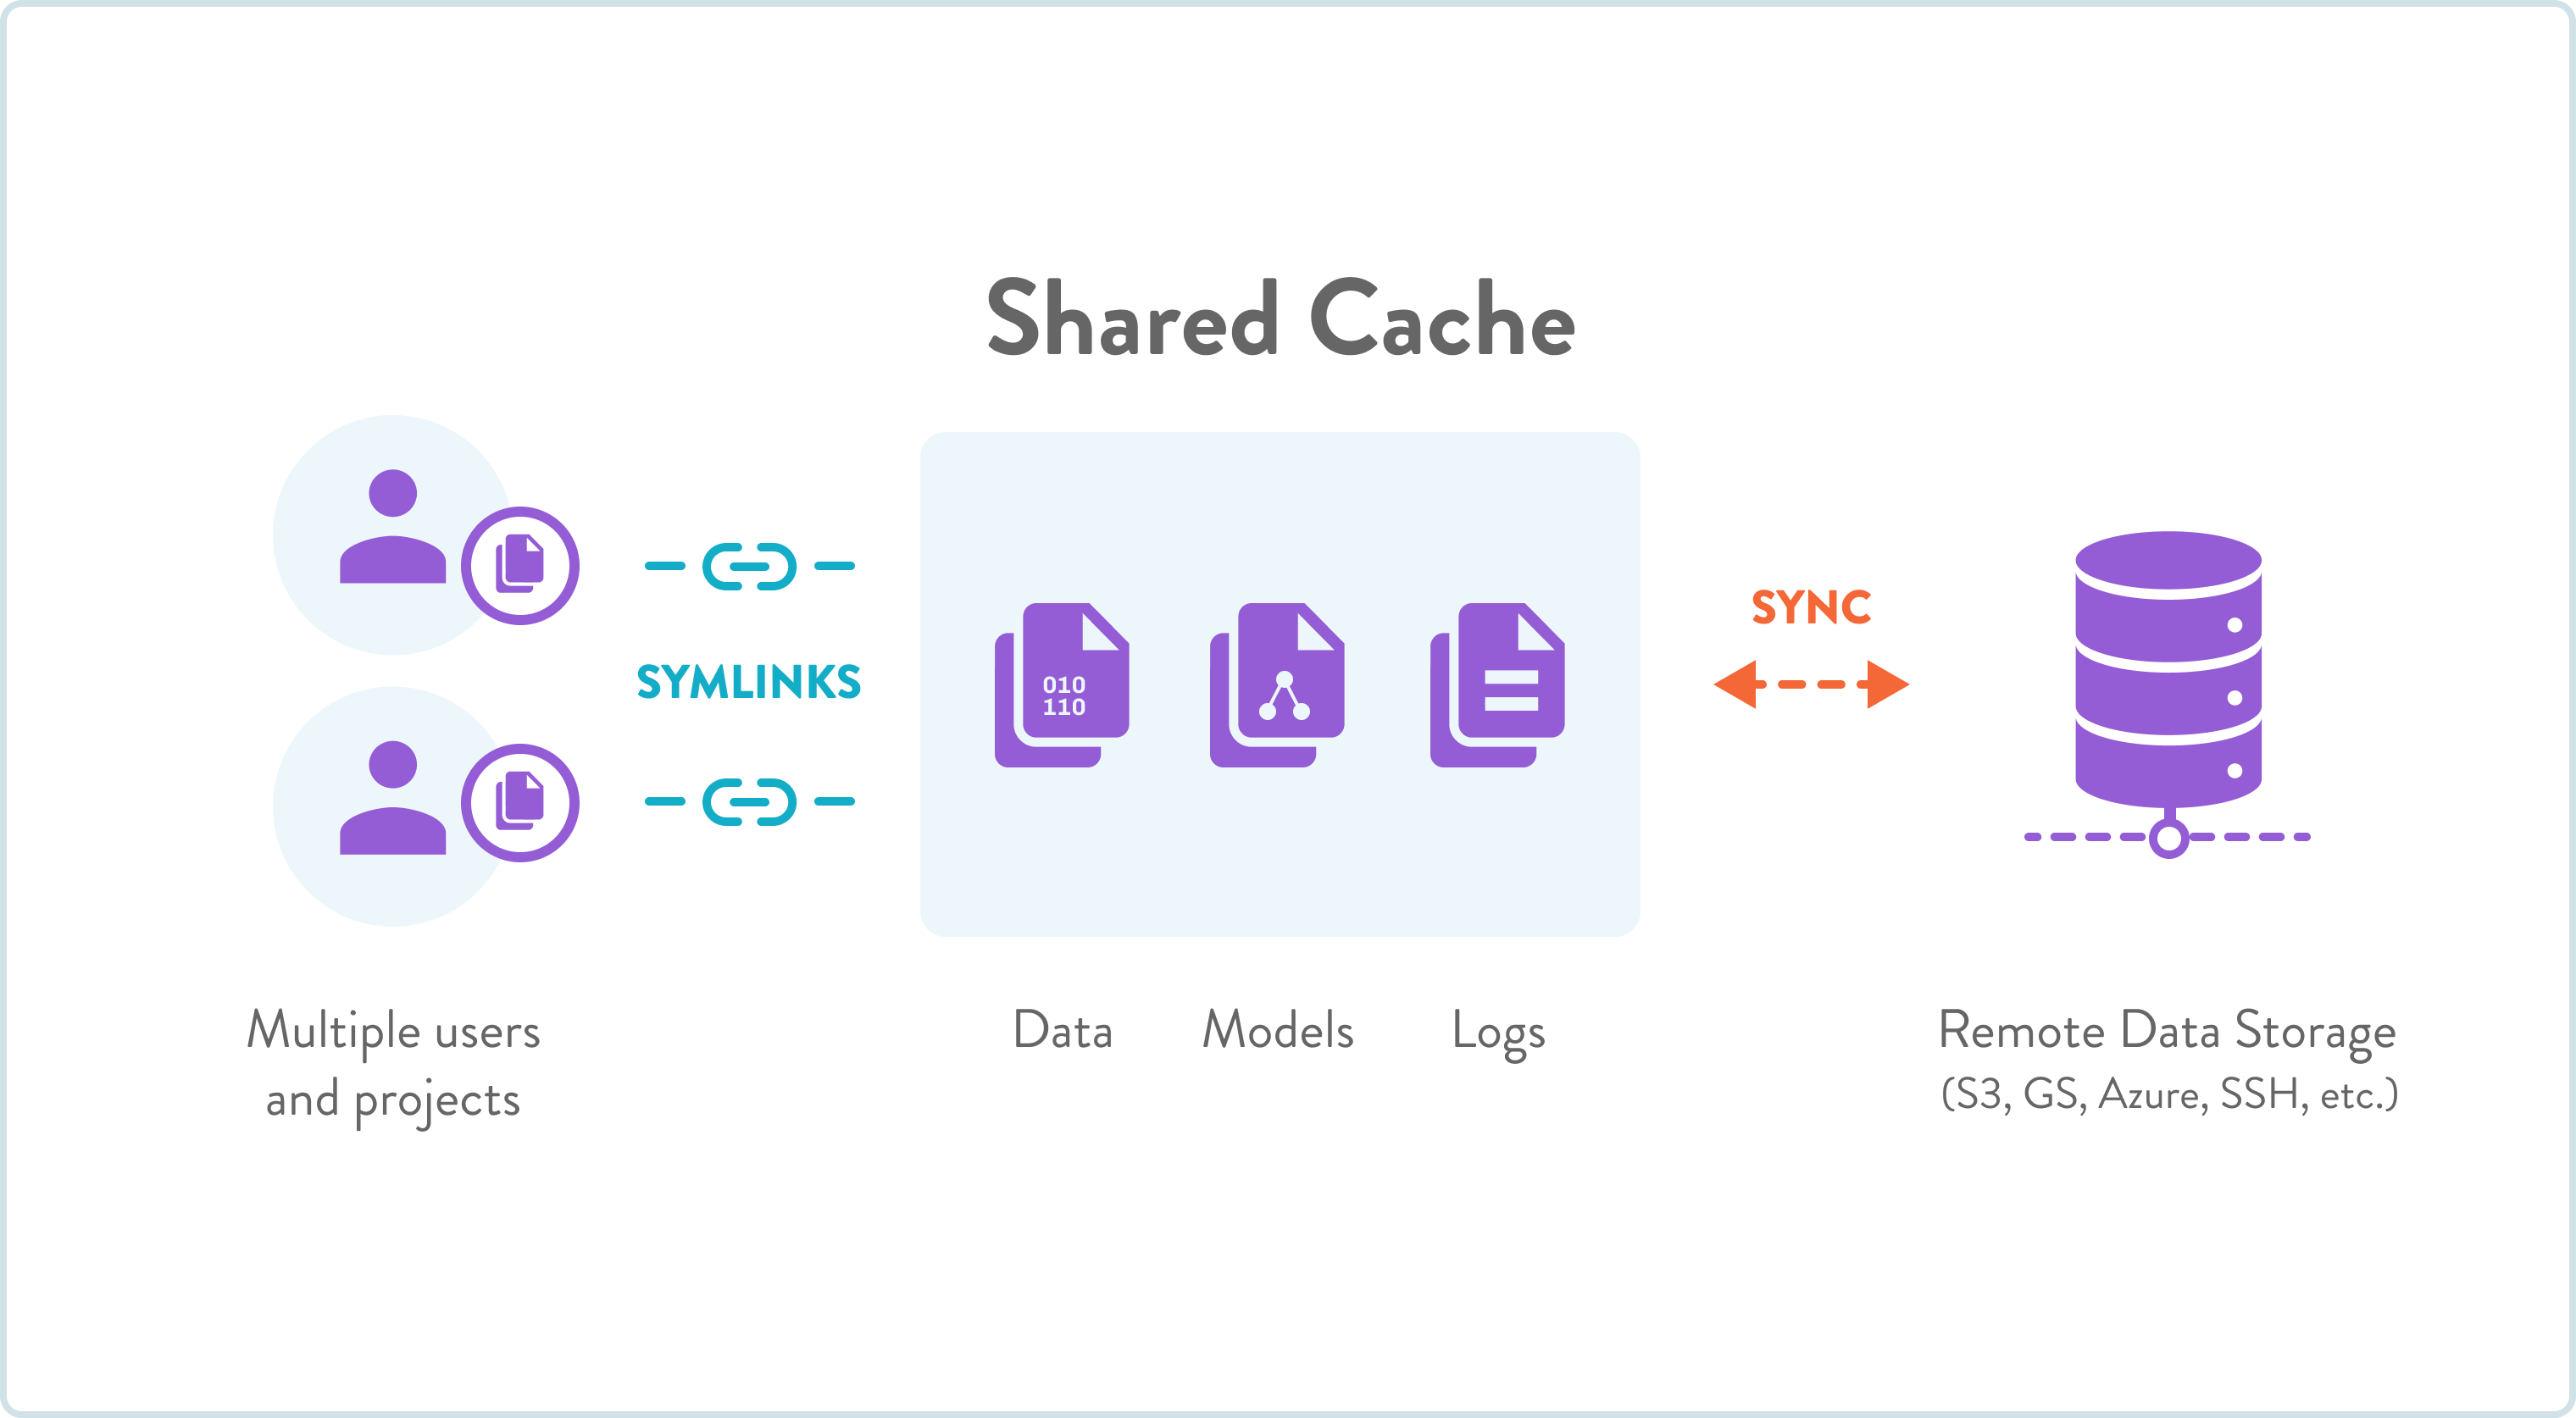 Shared Cache
SYMLINKS
010
110
SYNC
Multiple users
and projects
Data
Models
Logs
Remote Data Storage
(S3, GS, Azure, SSH, etc.)